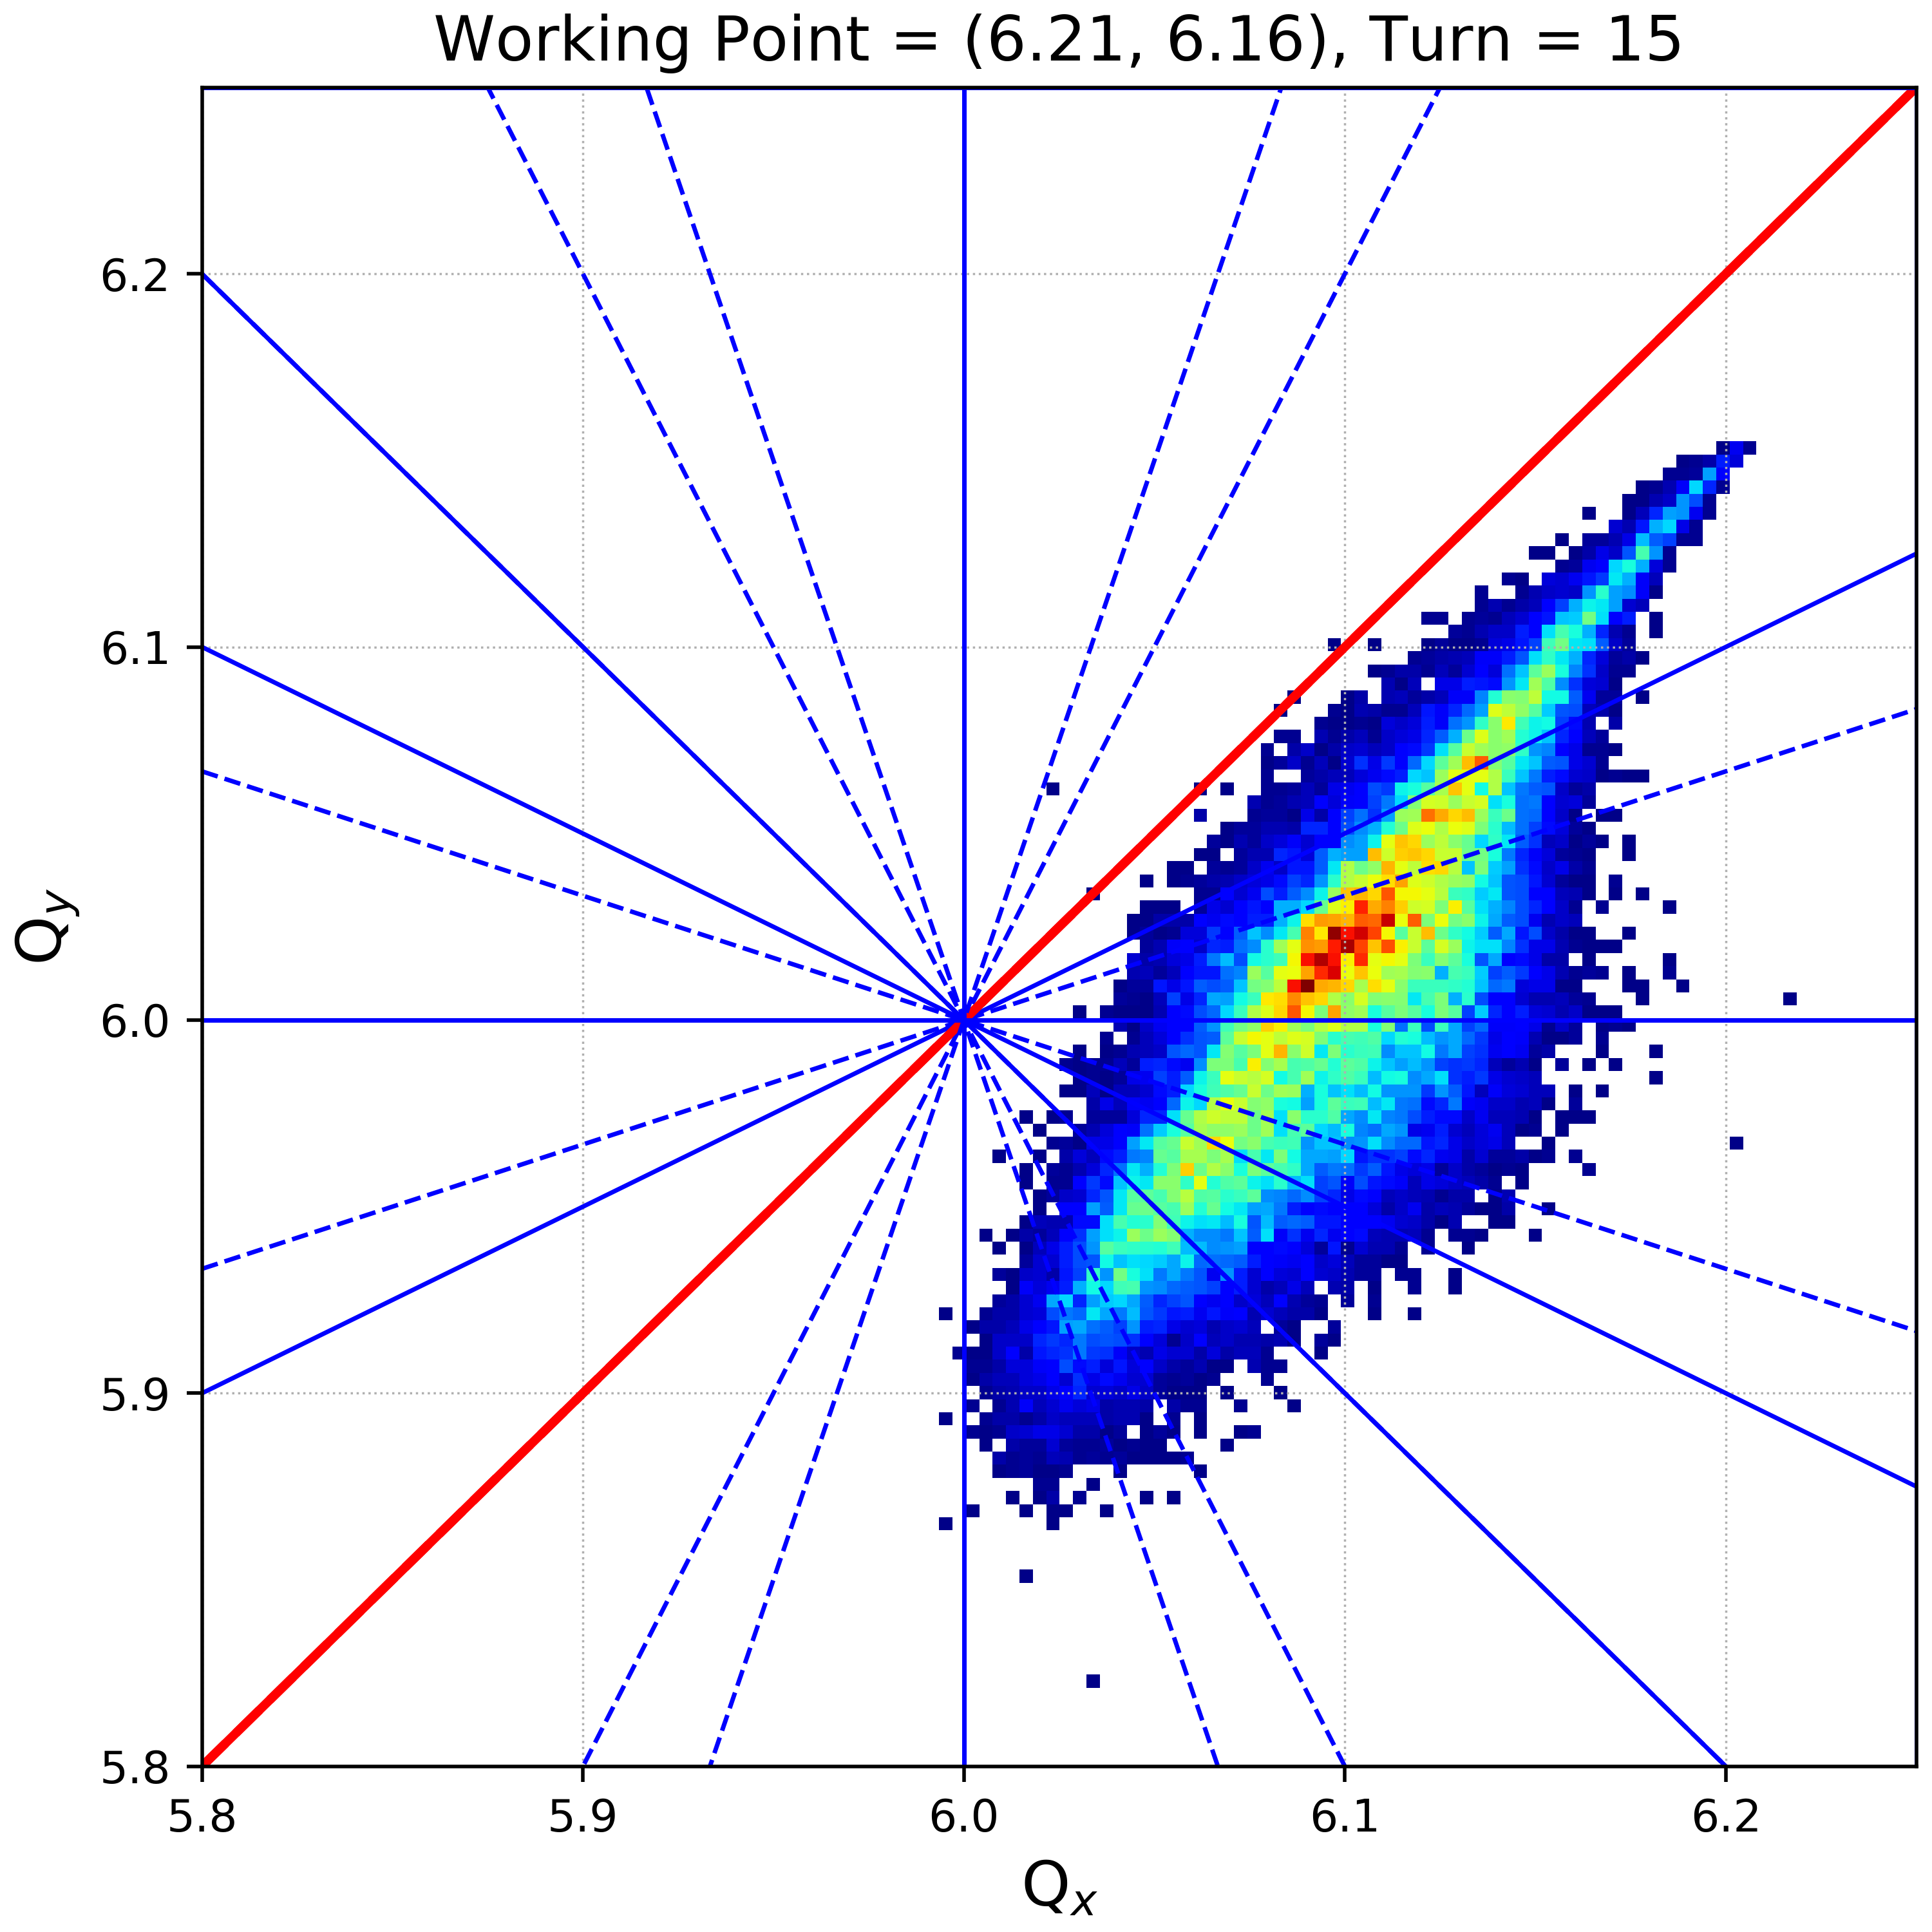 Working Point = (6.21, 6.16), Turn = 15
6.2
6.1
6.0
5.9
5.8
Qy
5.8 5.9 6.0 6.1 6.2
Qx